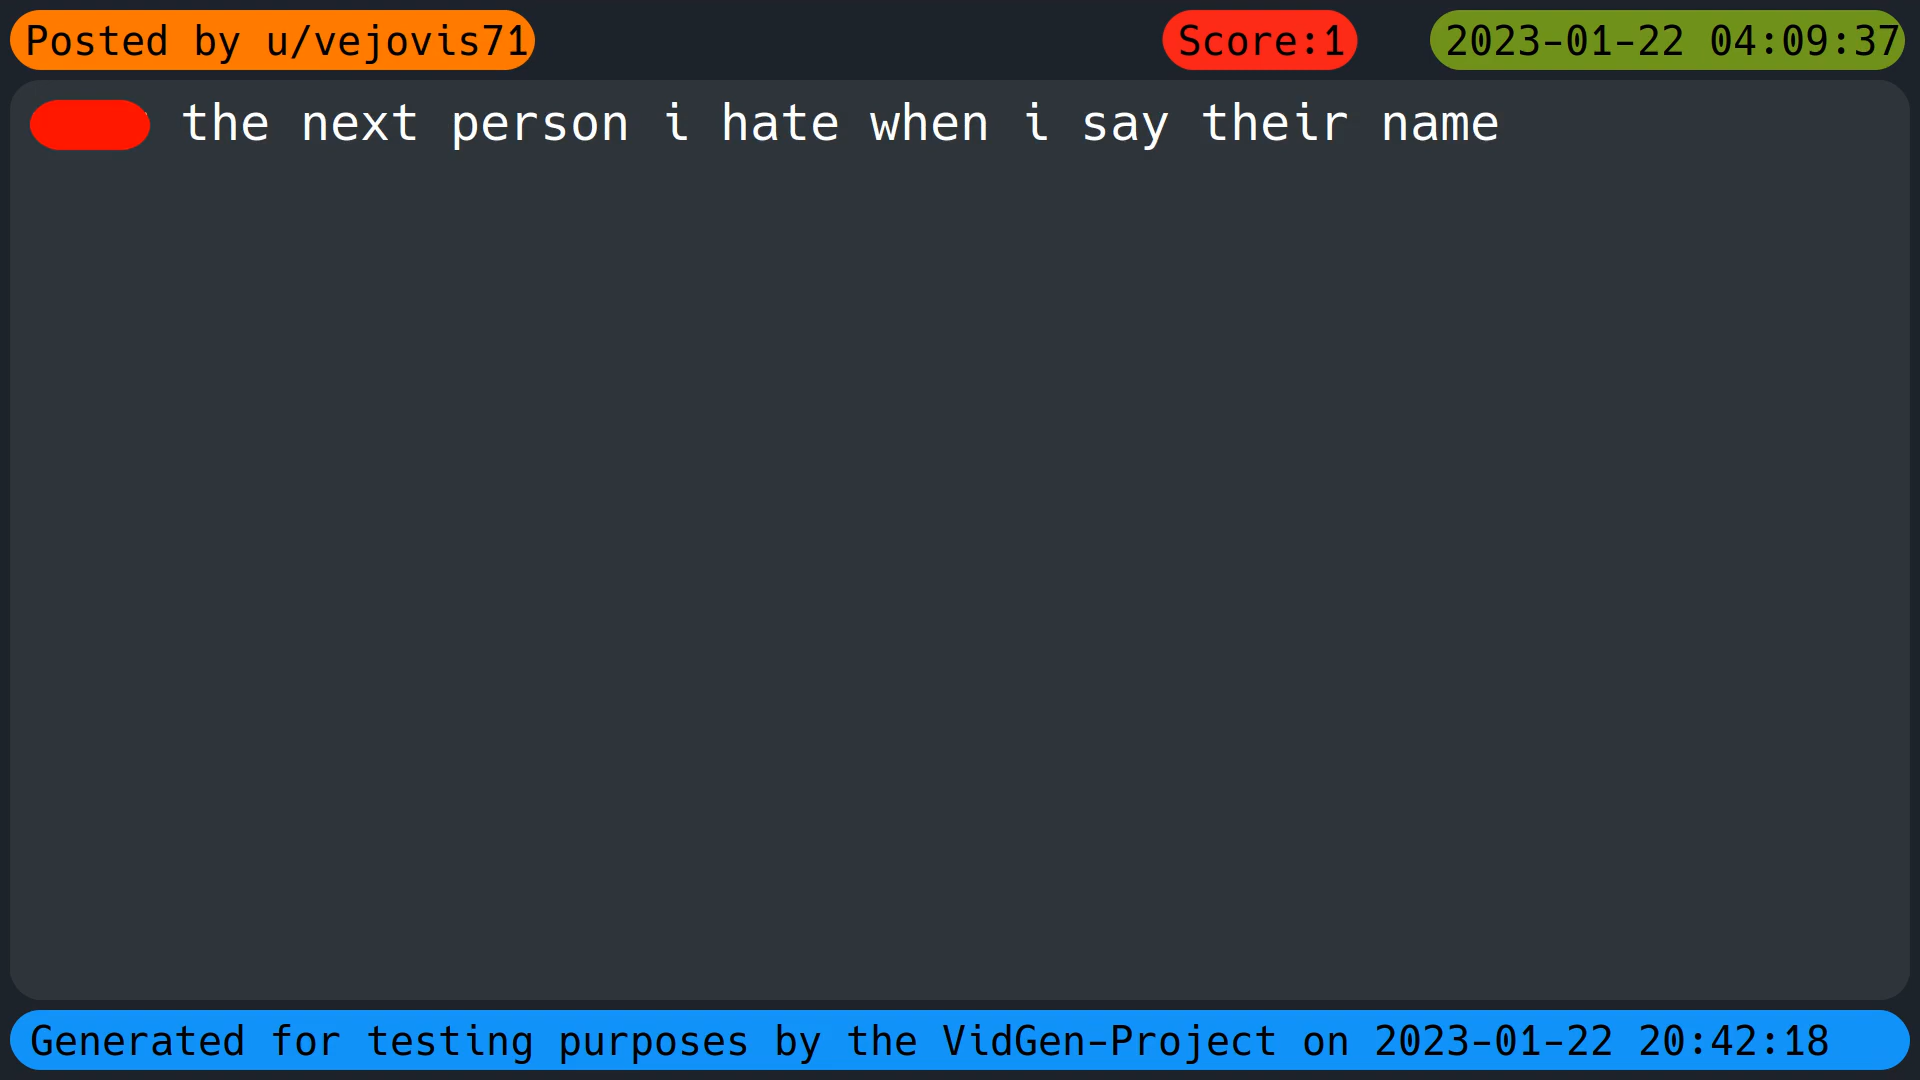 Posted by u/vejovis71
Score:1
2023-01-22 04:09:37
the next person i hate when i say their name
Generated for testing purposes by the VidGen-Project on 2023-01-22 20:42:18